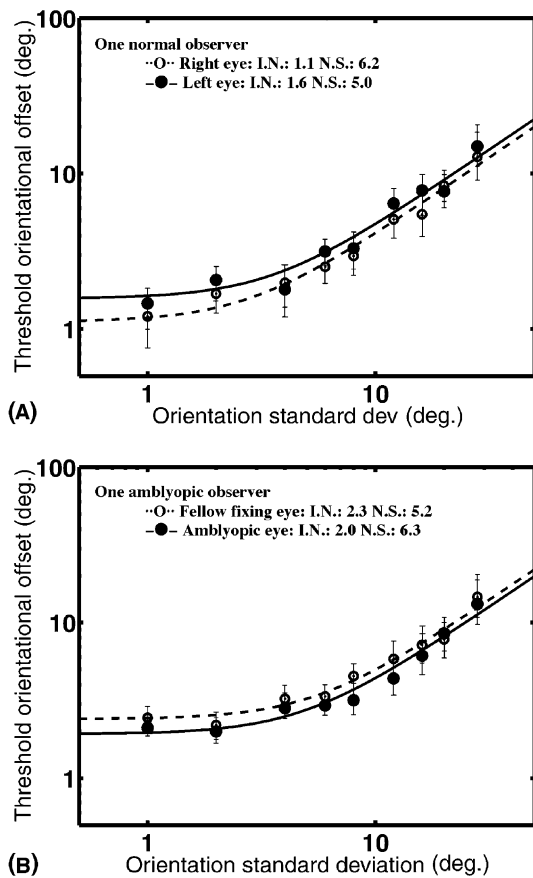 100
One normal observer
··o·· Right eye: I.N.: 1.1 N.S.: 6.2
–●– Left eye: I.N.: 1.6 N.S.: 5.0
10
1
Threshold orientational offset (deg.)
1
10
(A)
Orientation standard dev (deg.)
100
One amblyopic observer
··o·· Fellow fixing eye: I.N.: 2.3 N.S.: 5.2
–●– Amblyopic eye: I.N.: 2.0 N.S.: 6.3
10
1
Threshold orientational offset (deg.)
1
10
(B)
Orientation standard deviation (deg.)